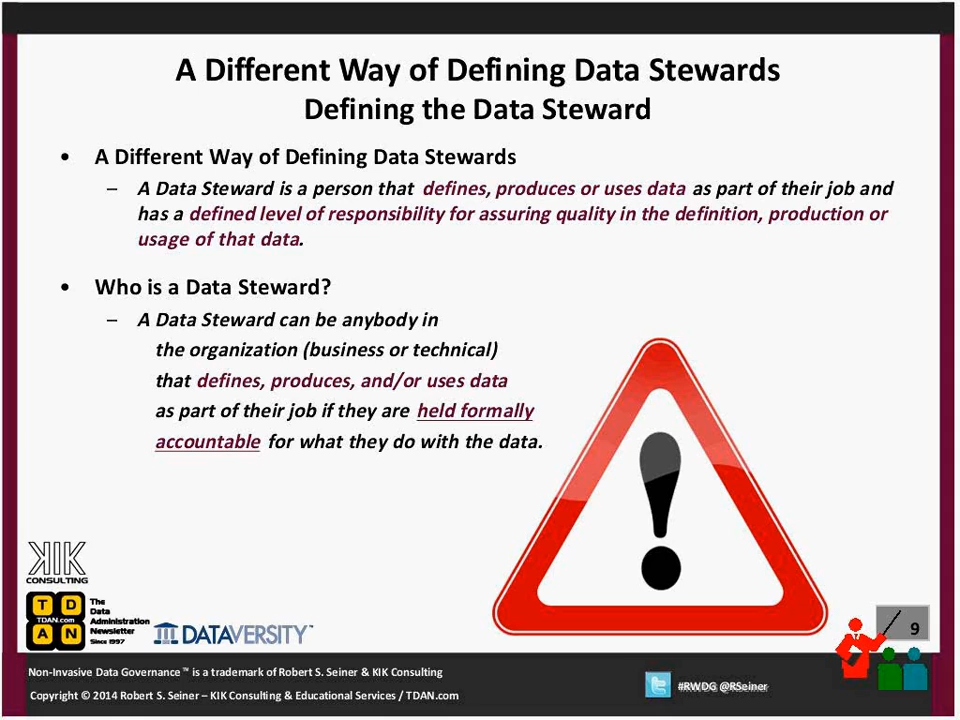 A Different Way of Defining Data Stewards
Defining the Data Steward
• A Different Way of Defining Data Stewards
– A Data Steward is a person that defines, produces or uses data as part of their job and
has a defined level of responsibility for assuring quality in the definition, production or
usage of that data.
• Who is a Data Steward?
– A Data Steward can be anybody in
the organization (business or technical)
that defines, produces, and/or uses data
as part of their job if they are held formally
accountable for what they do with the data.
KIK
CONSULTING
T D
TDAN.com
A N
The
Data
Administration
Newsletter
Since 1997
DATAVERSITY™
9
Non-Invasive Data Governance™ is a trademark of Robert S. Seiner & KIK Consulting
Copyright © 2014 Robert S. Seiner – KIK Consulting & Educational Services / TDAN.com
#RWDG @RSeiner